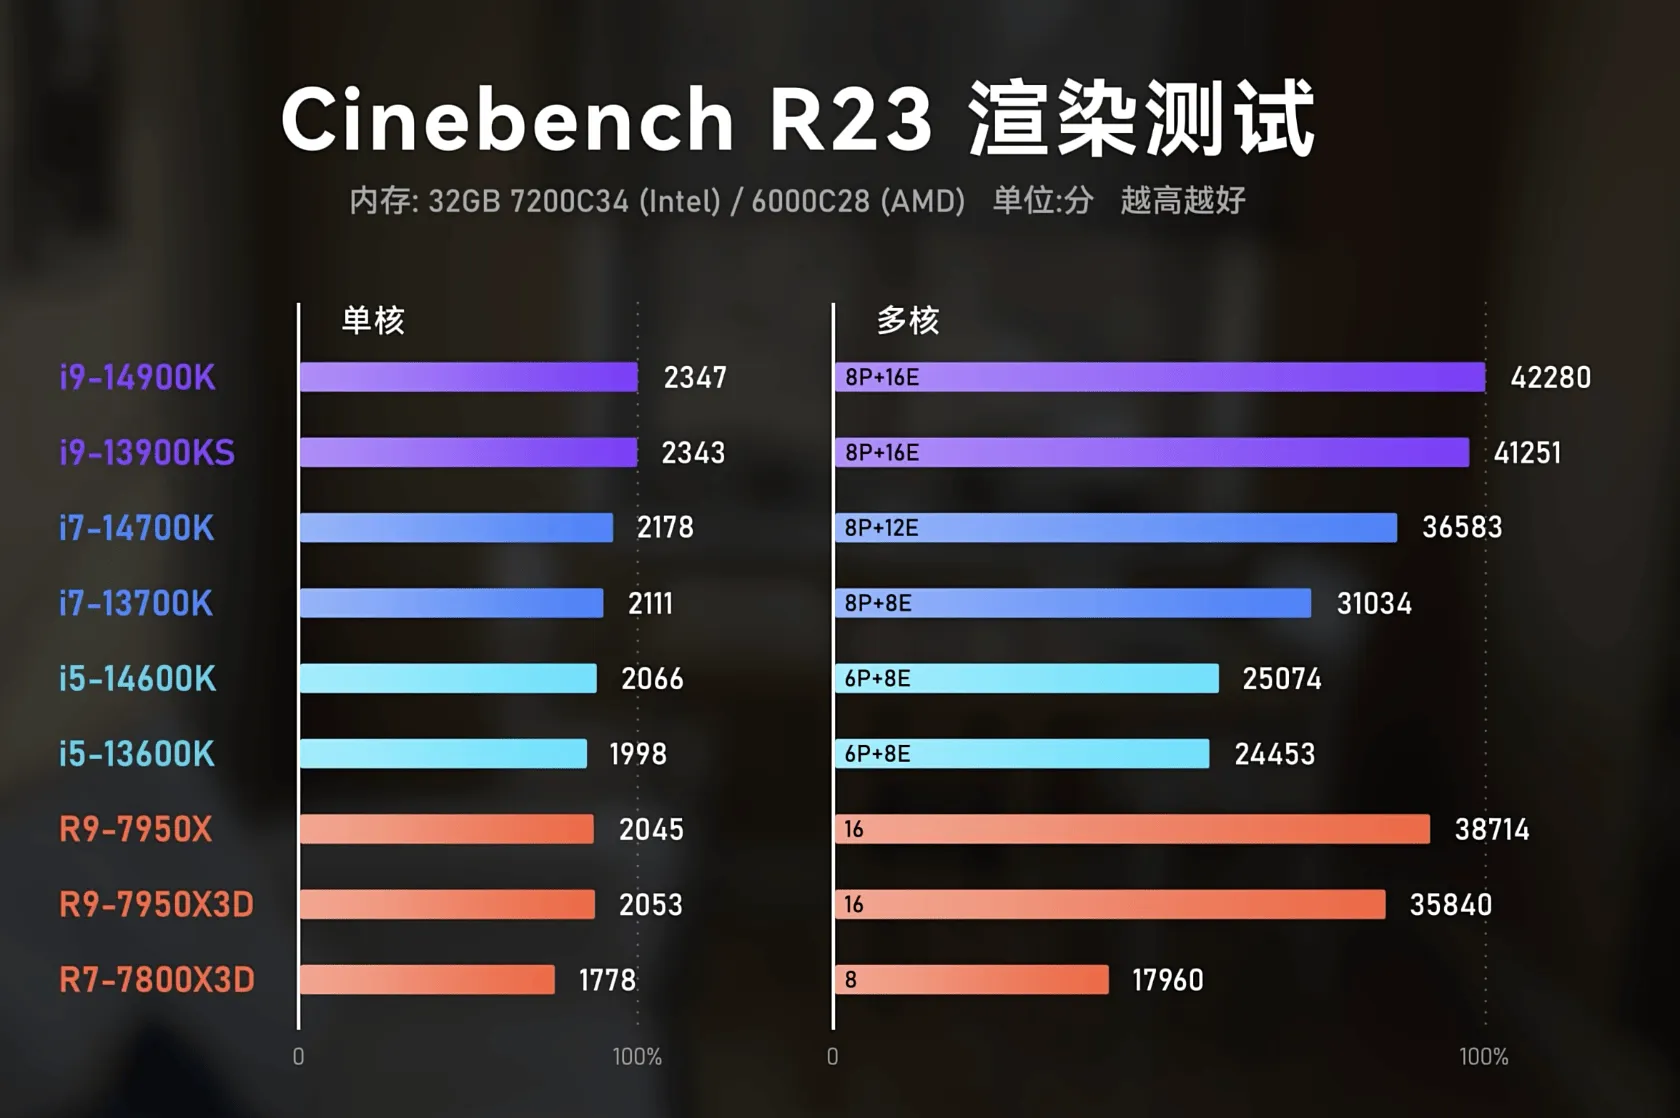 Cinebench R23 渲染测试
内存: 32GB 7200C34 (Intel) / 6000C28 (AMD) 单位:分 越高越好
单核 多核
i9-14900K 2347 8P+16E 42280
i9-13900KS 2343 8P+16E 41251
i7-14700K 2178 8P+12E 36583
i7-13700K 2111 8P+8E 31034
i5-14600K 2066 6P+8E 25074
i5-13600K 1998 6P+8E 24453
R9-7950X 2045 16 38714
R9-7950X3D 2053 16 35840
R7-7800X3D 1778 8 17960
0 100% 0 100%